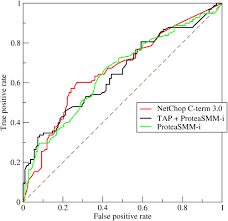 1
0.8
0.6
0.4
0.2
0
True positive rate
NetChop C-term 3.0
TAP + ProteaSMM-i
ProteaSMM-i
0 0.2 0.4 0.6 0.8 1
False positive rate